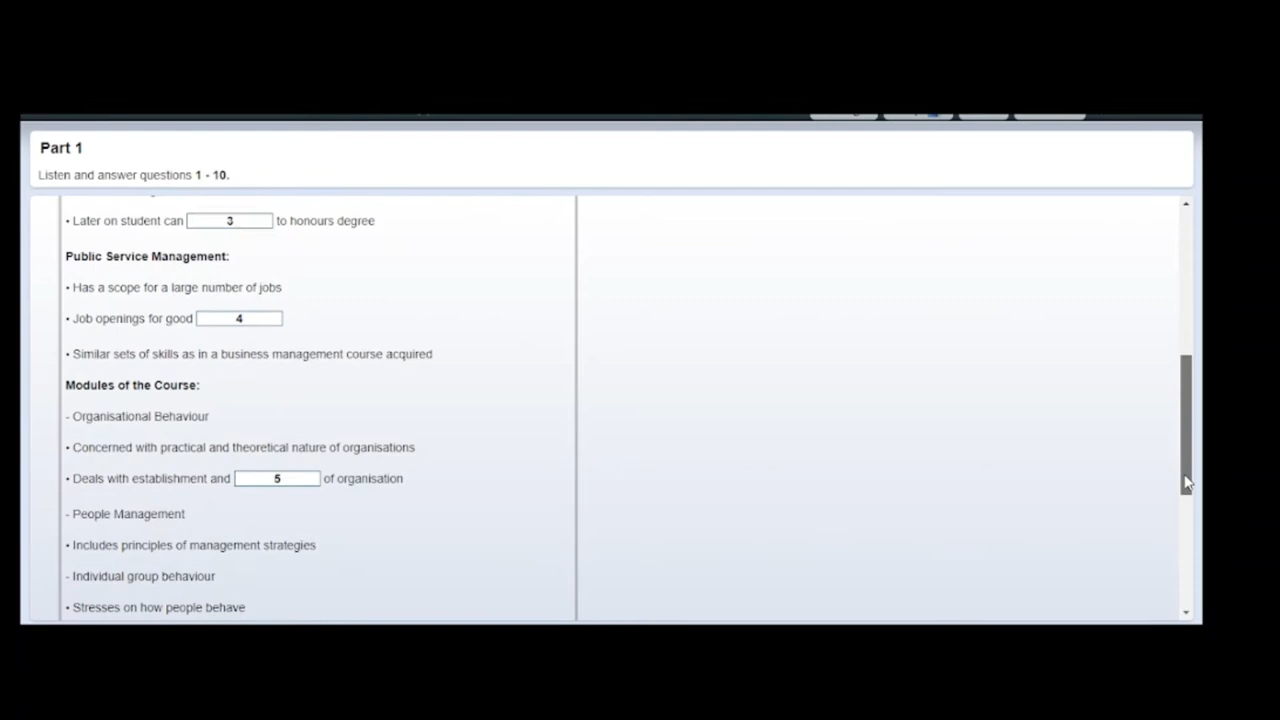 Part 1
Listen and answer questions 1 - 10.
• Later on student can 3 to honours degree
Public Service Management:
• Has a scope for a large number of jobs
• Job openings for good 4
• Similar sets of skills as in a business management course acquired
Modules of the Course:
- Organisational Behaviour
• Concerned with practical and theoretical nature of organisations
• Deals with establishment and 5 of organisation
- People Management
• Includes principles of management strategies
- Individual group behaviour
• Stresses on how people behave